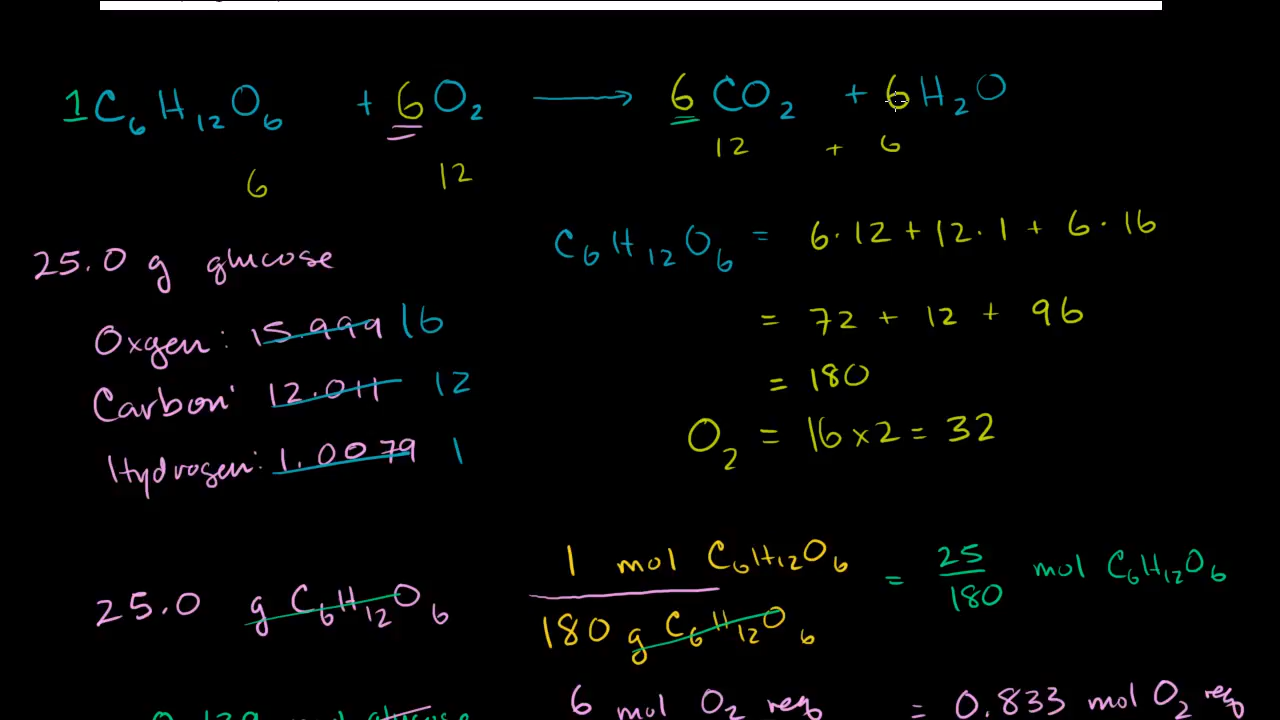 1C₆H₁₂O₆ + 6O₂ → 6CO₂ + 6H₂O
6 12 12 + 6
25.0 g glucose
C₆H₁₂O₆ = 6·12 + 12·1 + 6·16
Oxgen: 15.999 16
= 72 + 12 + 96
Carbon: 12.011 12
= 180
Hydrogen: 1.0079 1
O₂ = 16 x 2 = 32
25.0 g C₆H₁₂O₆
1 mol C₆H₁₂O₆
180 g C₆H₁₂O₆
= 25/180 mol C₆H₁₂O₆
6 mol O₂ req
= 0.833 mol O₂ req